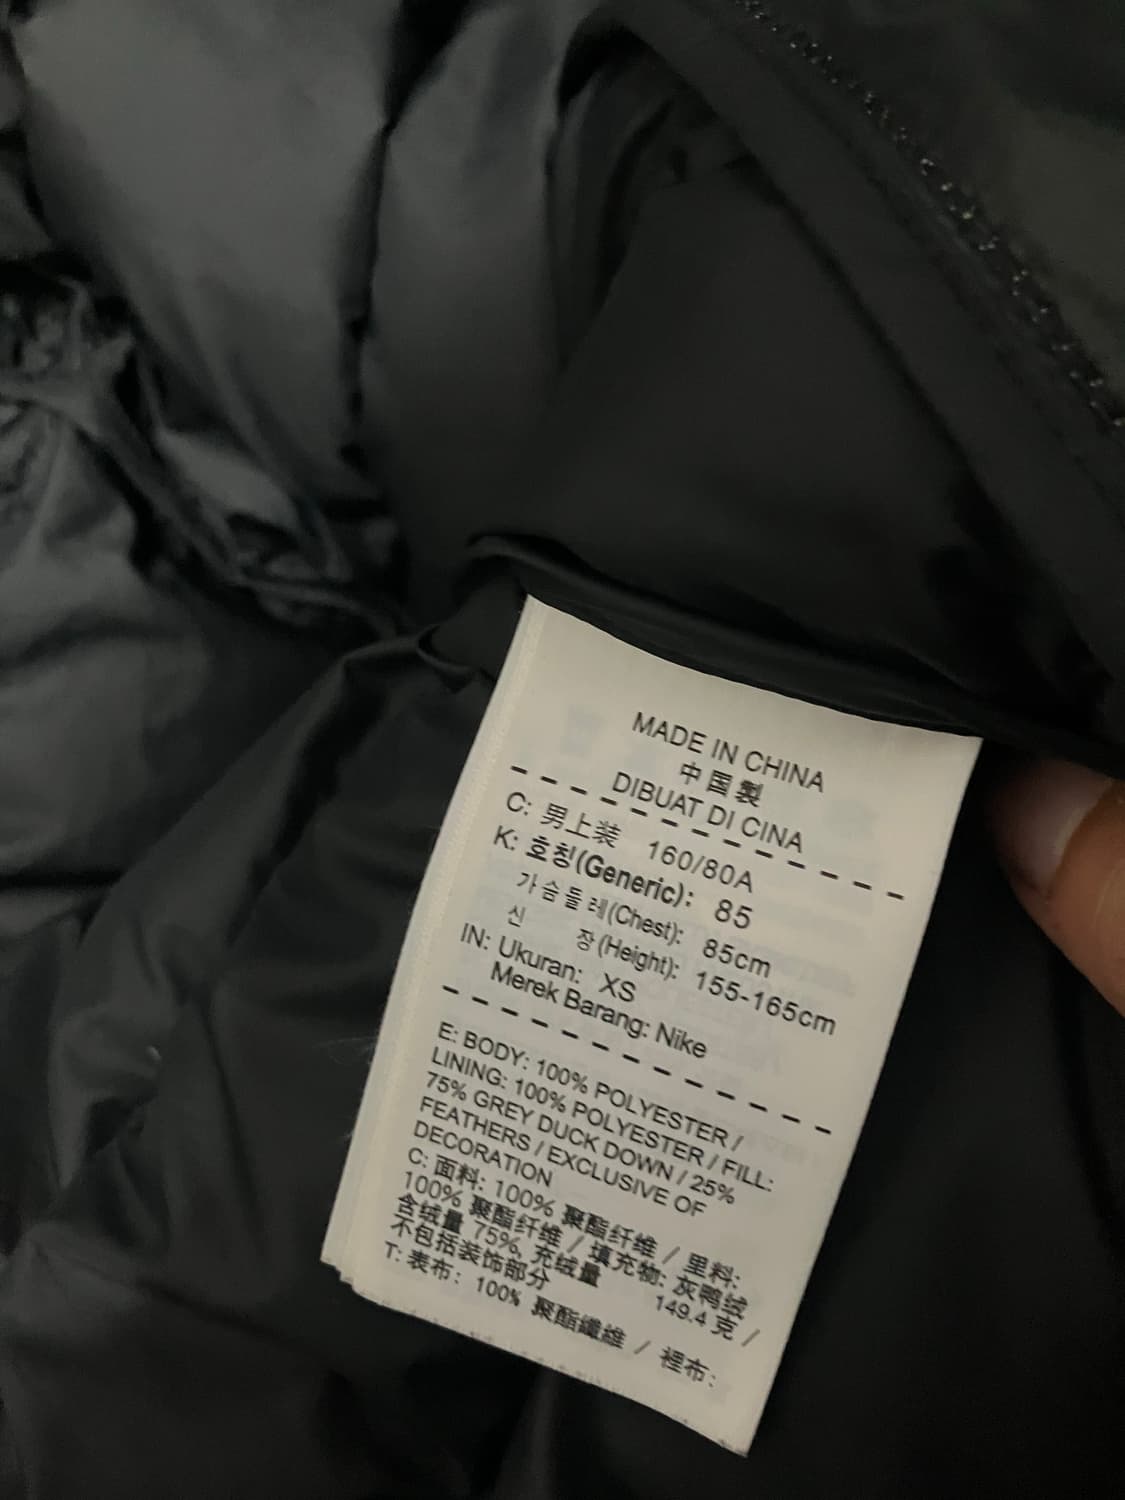 MADE IN CHINA
中国製
DIBUAT DI CINA
C: 男上装 160/80A
K: 호칭(Generic): 85
가슴둘레(Chest): 85cm
신 장(Height): 155-165cm
IN: Ukuran: XS
Merek Barang: Nike
E: BODY: 100% POLYESTER /
LINING: 100% POLYESTER / FILL:
75% GREY DUCK DOWN / 25%
FEATHERS / EXCLUSIVE OF
DECORATION
C: 面料: 100% 聚酯纤维 / 里料:
100% 聚酯纤维 / 填充物: 灰鸭绒
含绒量 75%, 充绒量 149.4 克 /
不包括装饰部分
T: 表布: 100% 聚酯纖維 / 裡布: